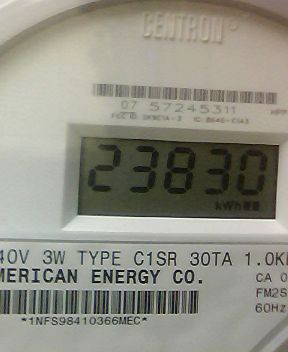 CENTRON®
07 57245311
23830
kWh
40V 3W TYPE C1SR 30TA 1.0K
MERICAN ENERGY CO.
CA 0
FM2S
60Hz
*1NFS98410366MEC*